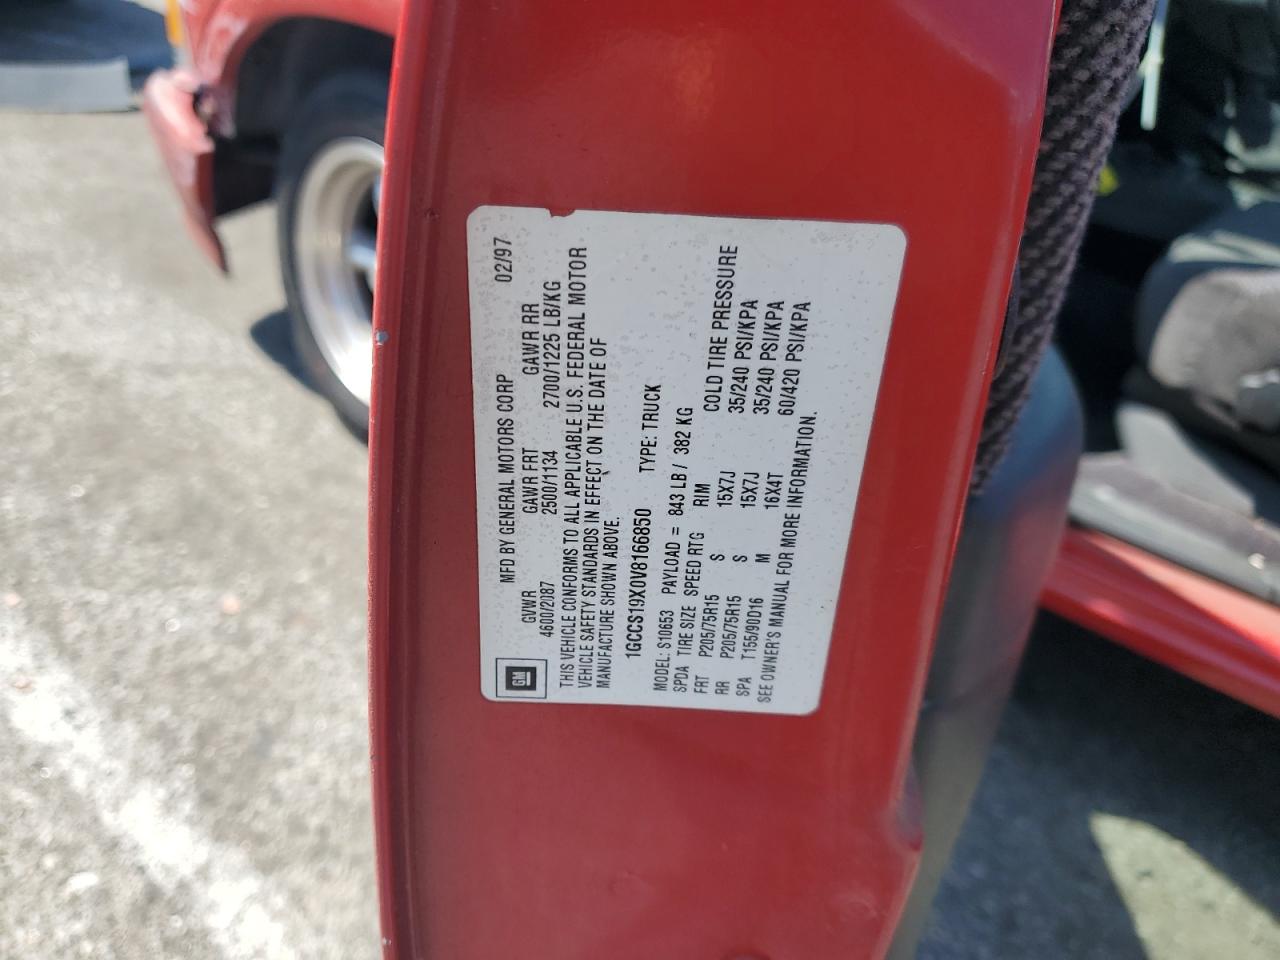 GM
MFD BY GENERAL MOTORS CORP 02/97
GVWR GAWR FRT GAWR RR
4600/2087 2500/1134 2700/1225 LB/KG
THIS VEHICLE CONFORMS TO ALL APPLICABLE U.S. FEDERAL MOTOR
VEHICLE SAFETY STANDARDS IN EFFECT ON THE DATE OF
MANUFACTURE SHOWN ABOVE.
1GCCS19X0V8166850 TYPE: TRUCK
MODEL: S10653 PAYLOAD = 843 LB / 382 KG
SPDA TIRE SIZE SPEED RTG RIM COLD TIRE PRESSURE
FRT P205/75R15 S 15X7J 35/240 PSI/KPA
RR P205/75R15 S 15X7J 35/240 PSI/KPA
SPA T155/90D16 M 16X4T 60/420 PSI/KPA
SEE OWNER'S MANUAL FOR MORE INFORMATION.